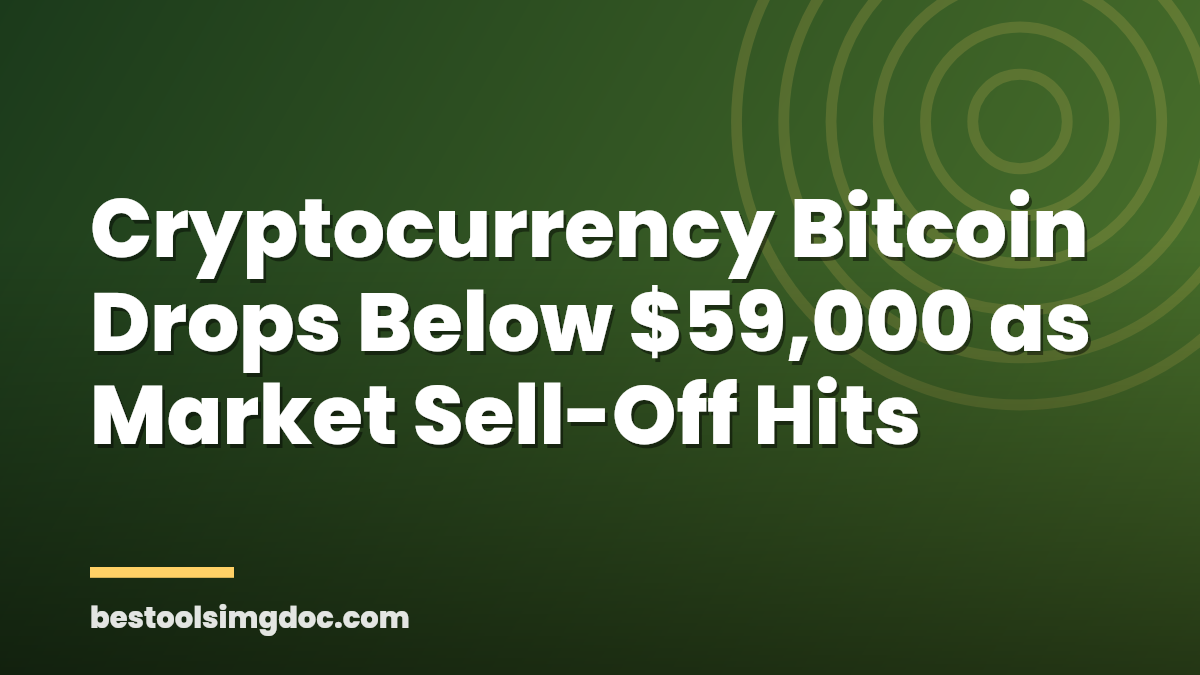 Cryptocurrency Bitcoin
Drops Below $59,000 as
Market Sell-Off Hits
bestoolsimgdoc.com